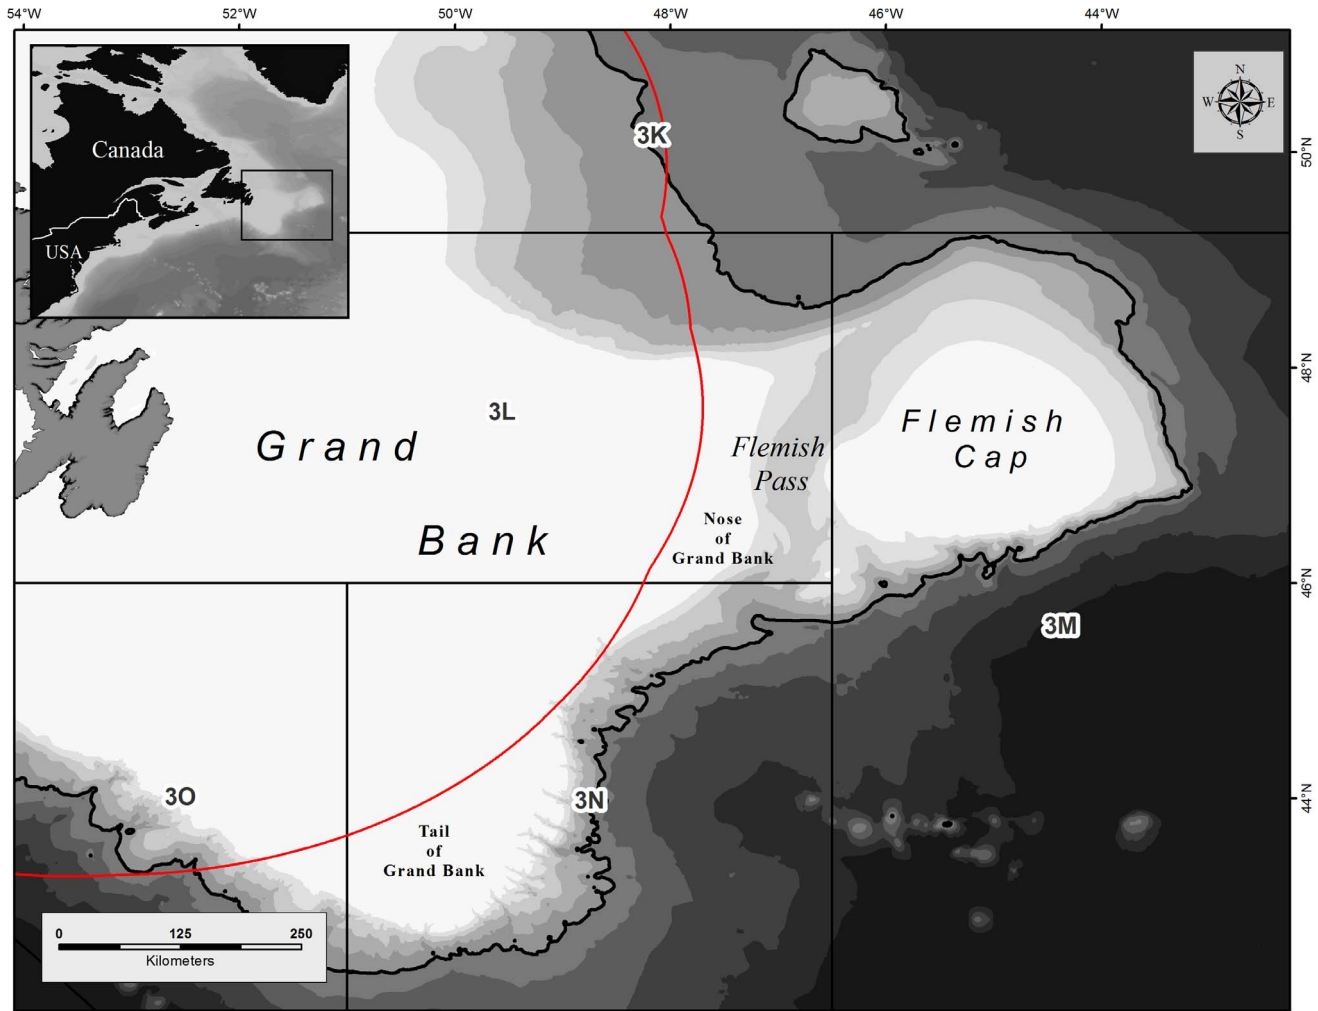 54°W 52°W 50°W 48°W 46°W 44°W
N
W E
S
3K
50°N
Canada
USA
48°N
3L
Flemish
Cap
Grand
Flemish
Pass
Nose
of
Grand Bank
Bank
46°N
3M
3O
3N
44°N
Tail
of
Grand Bank
0 125 250
Kilometers